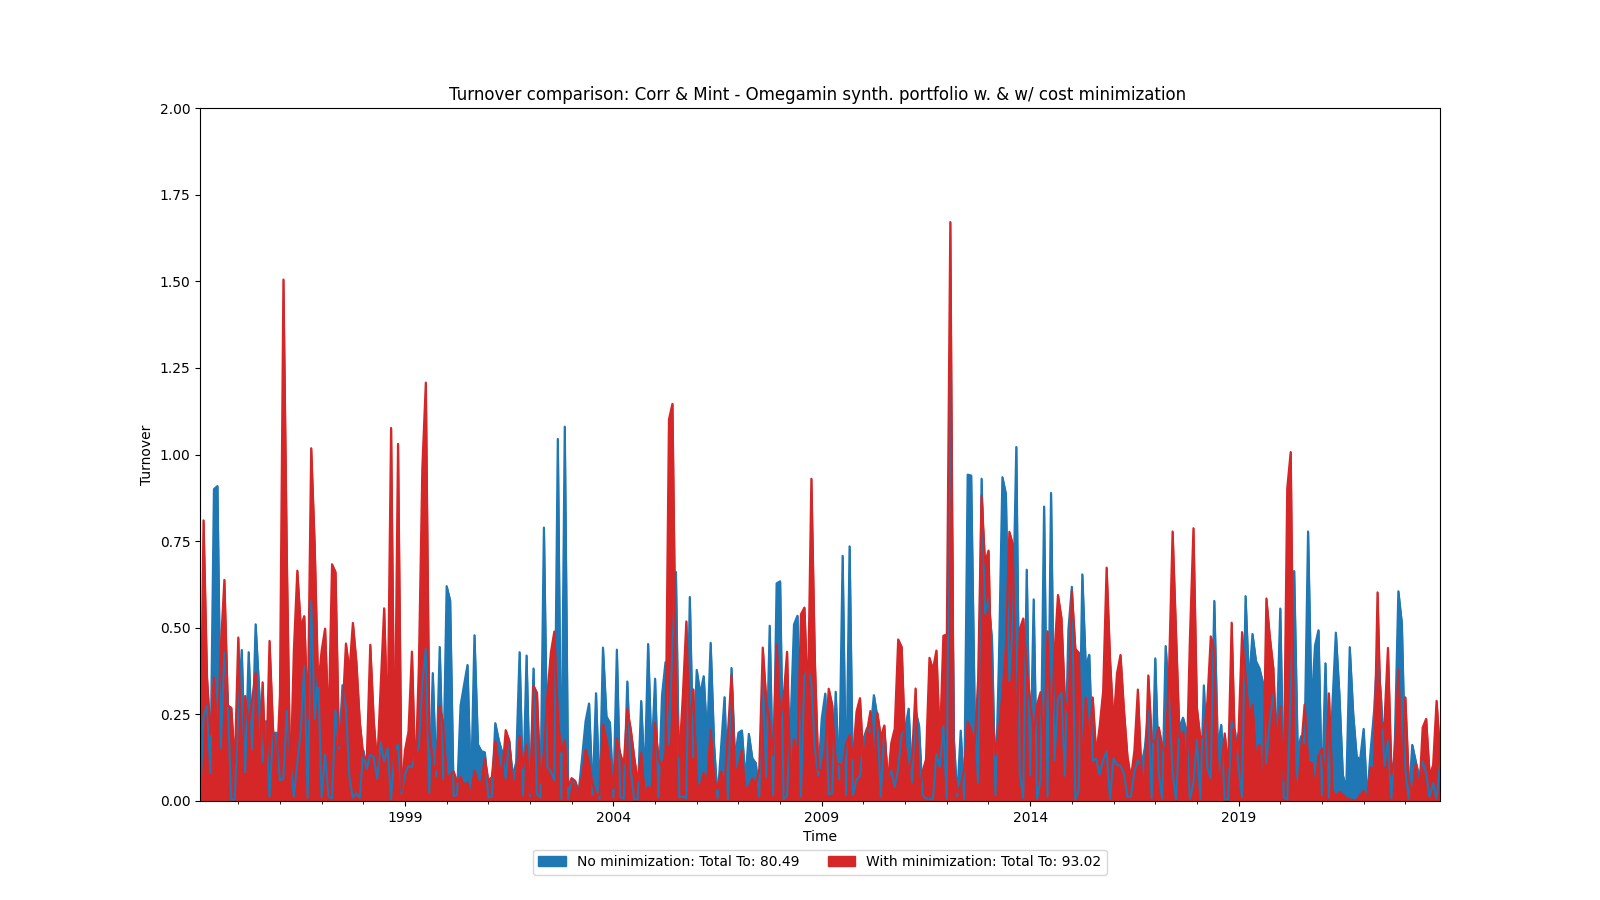 Turnover comparison: Corr & Mint - Omegamin synth. portfolio w. & w/ cost minimization
2.00
1.75
1.50
1.25
1.00
0.75
0.50
0.25
0.00
Turnover
1999
2004
2009
2014
2019
Time
No minimization: Total To: 80.49
With minimization: Total To: 93.02